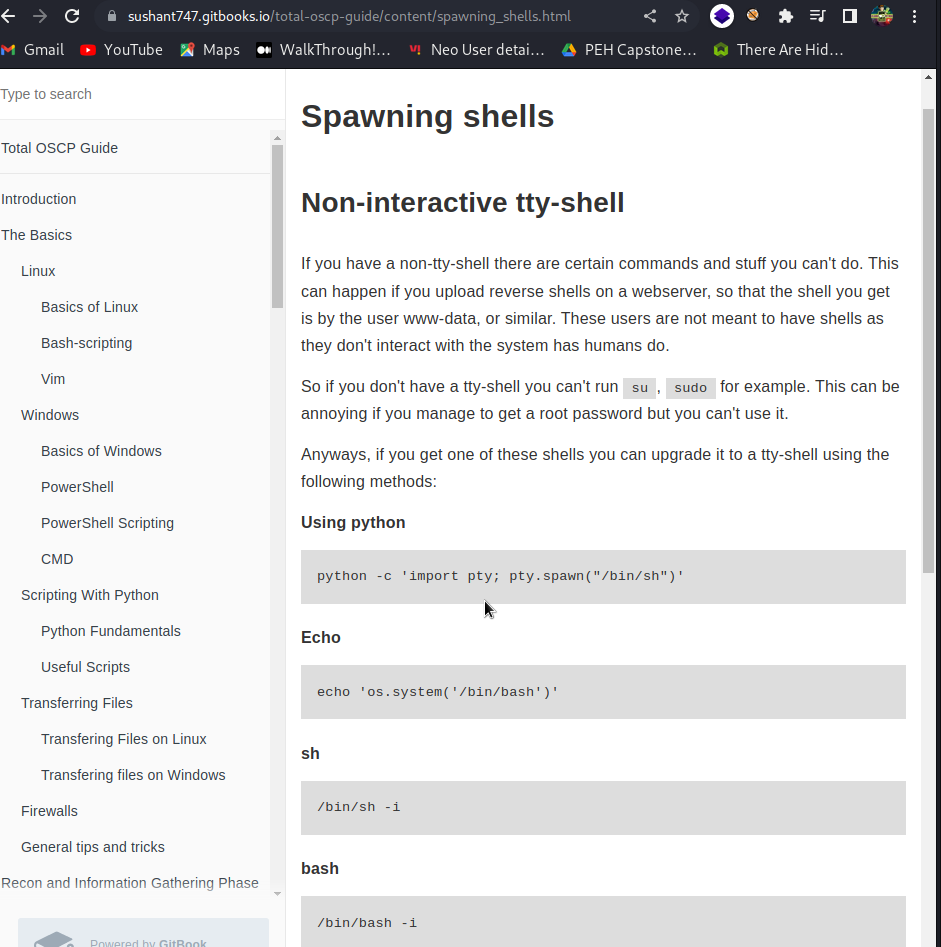 sushant747.gitbooks.io/total-oscp-guide/content/spawning_shells.html
Gmail YouTube Maps WalkThrough!... Neo User detai... PEH Capstone... There Are Hid...
Type to search
Total OSCP Guide
Introduction
The Basics
Linux
Basics of Linux
Bash-scripting
Vim
Windows
Basics of Windows
PowerShell
PowerShell Scripting
CMD
Scripting With Python
Python Fundamentals
Useful Scripts
Transferring Files
Transfering Files on Linux
Transfering files on Windows
Firewalls
General tips and tricks
Recon and Information Gathering Phase
Powered by GitBook
Spawning shells
Non-interactive tty-shell
If you have a non-tty-shell there are certain commands and stuff you can't do. This
can happen if you upload reverse shells on a webserver, so that the shell you get
is by the user www-data, or similar. These users are not meant to have shells as
they don't interact with the system has humans do.
So if you don't have a tty-shell you can't run su, sudo for example. This can be
annoying if you manage to get a root password but you can't use it.
Anyways, if you get one of these shells you can upgrade it to a tty-shell using the
following methods:
Using python
python -c 'import pty; pty.spawn("/bin/sh")'
Echo
echo 'os.system('/bin/bash')'
sh
/bin/sh -i
bash
/bin/bash -i